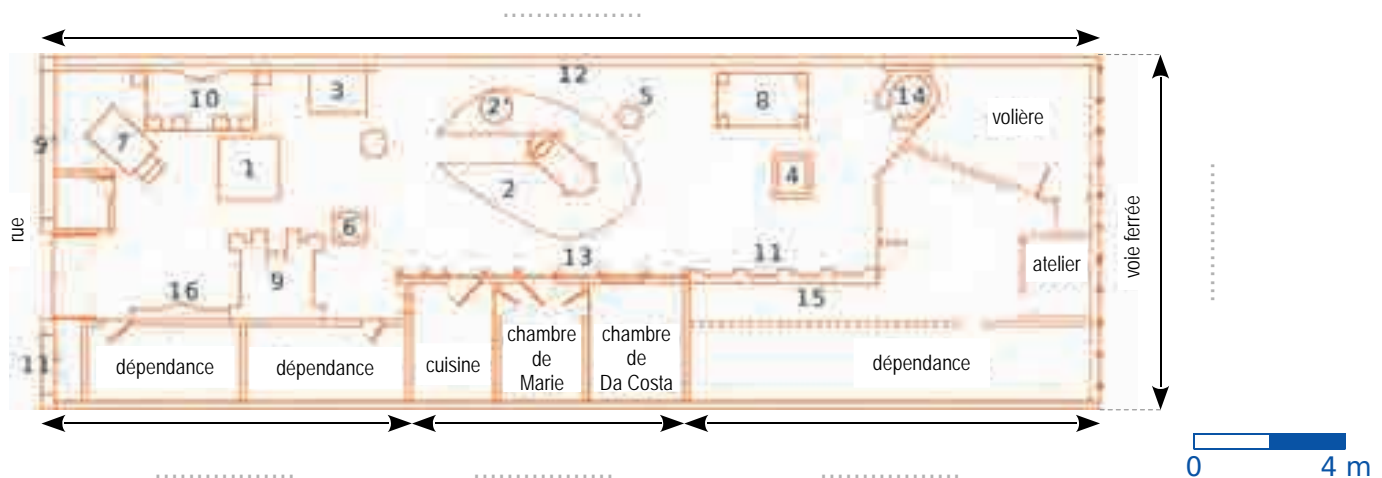 12
10
3
2'
5
8
14
volière
9'
7
1
2
4
6
rue
voie ferrée
13
11
atelier
16
9
15
dépendance
dépendance
cuisine
chambre
de
Marie
chambre
de
Da Costa
dépendance
11
0 4 m